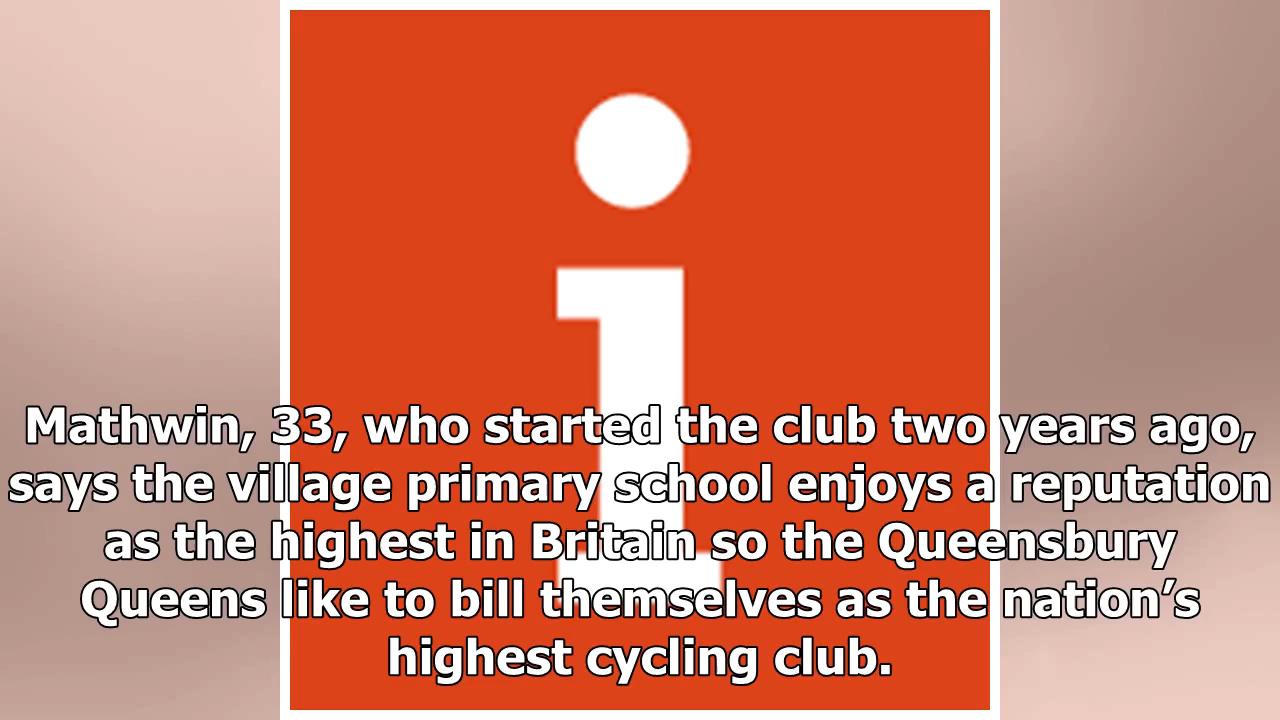 i
Mathwin, 33, who started the club two years ago,
says the village primary school enjoys a reputation
as the highest in Britain so the Queensbury
Queens like to bill themselves as the nation’s
highest cycling club.